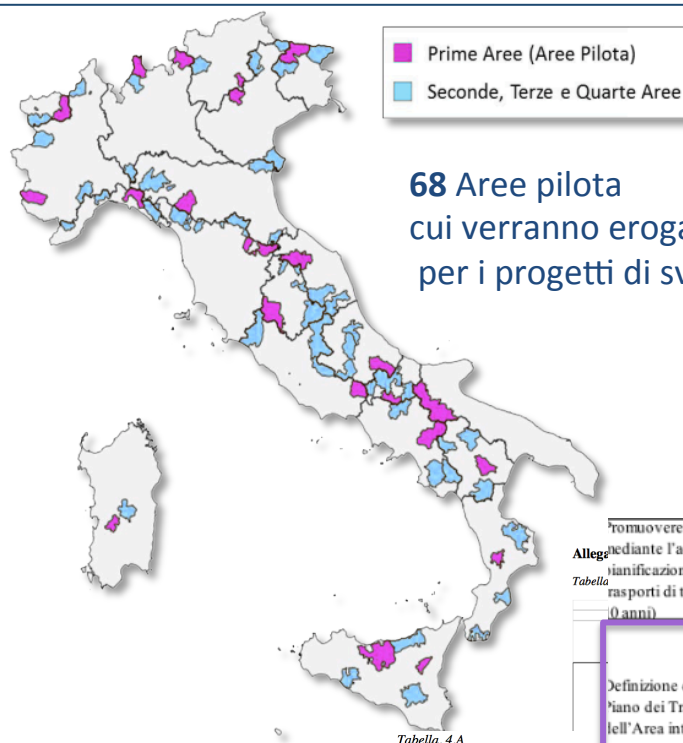 Prime Aree (Aree Pilota)
Seconde, Terze e Quarte Aree
68 Aree pilota
cui verranno eroga
per i progetti di sv
Promuovere
Allega
mediante l'a
pianificazion
Tabella
trasporti di t
0 anni)
Definizione
Piano dei Tr
dell'Area int
Tabella. 4 A